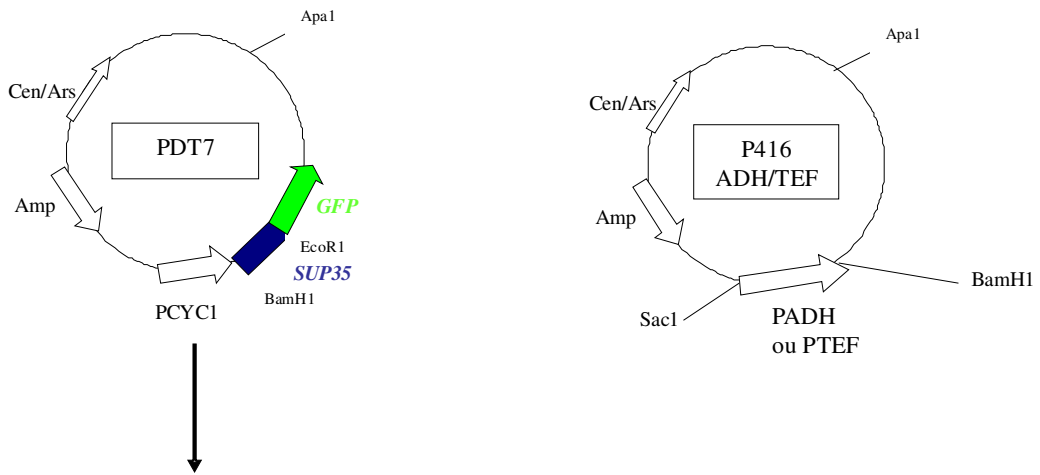 Apa1
Cen/Ars
PDT7
Amp
GFP
EcoR1
SUP35
BamH1
PCYC1
Apa1
Cen/Ars
P416
ADH/TEF
Amp
BamH1
Sac1
PADH
ou PTEF